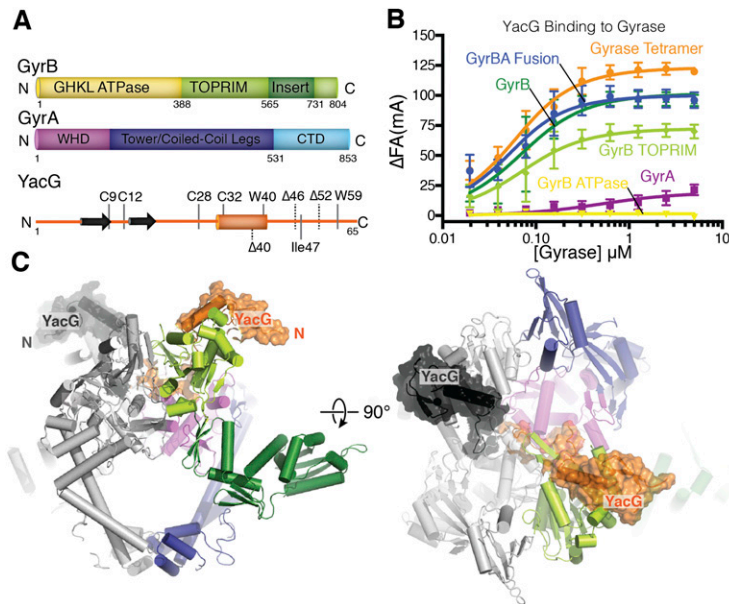 A
GyrB
N GHKL ATPase TOPRIM Insert C
1 388 565 731 804
GyrA
N WHD Tower/Coiled-Coil Legs CTD C
1 531 853
YacG
C9 C12 C28 C32 W40 Δ46 Δ52 W59
N C
1 Δ40 Ile47 65
B
YacG Binding to Gyrase
ΔFA(mA)
150
125
100
75
50
25
0
GyrBA Fusion
Gyrase Tetramer
GyrB
GyrB TOPRIM
GyrB ATPase
GyrA
0.01 0.10 1.0 10
[Gyrase] µM
C
YacG
N
YacG
N
90°
YacG
YacG